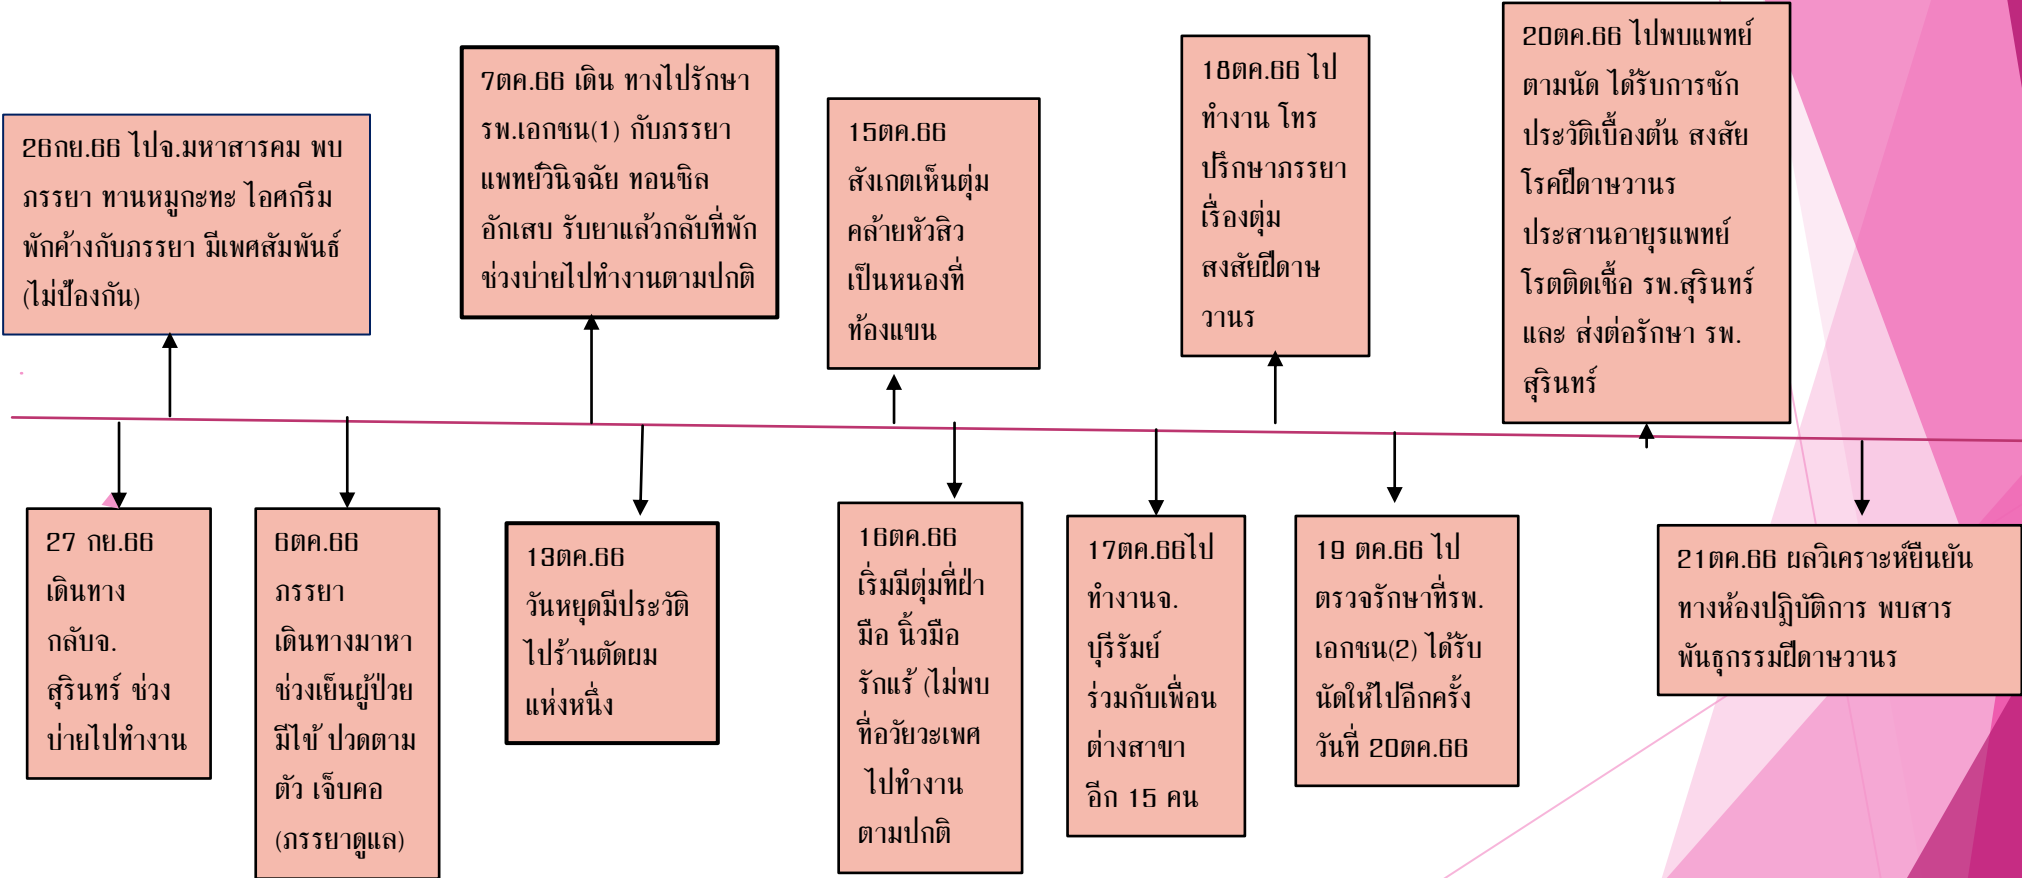 26กย.66 ไปจ.มหาสารคม พบ
ภรรยา ทานหมูกะทะ ไอศกรีม
พักค้างกับภรรยา มีเพศสัมพันธ์
(ไม่ป้องกัน)
7ตค.66 เดิน ทางไปรักษา
รพ.เอกชน(1) กับภรรยา
แพทย์วินิจฉัย ทอนซิล
อักเสบ รับยาแล้วกลับที่พัก
ช่วงบ่ายไปทำงานตามปกติ
15ตค.66
สังเกตเห็นตุ่ม
คล้ายหัวสิว
เป็นหนองที่
ท้องแขน
18ตค.66 ไป
ทำงาน โทร
ปรึกษาภรรยา
เรื่องตุ่ม
สงสัยฝีดาษ
วานร
20ตค.66 ไปพบแพทย์
ตามนัด ได้รับการซัก
ประวัติเบื้องต้น สงสัย
โรคฝีดาษวานร
ประสานอายุรแพทย์
โรตติดเชื้อ รพ.สุรินทร์
และ ส่งต่อรักษา รพ.
สุรินทร์
27 กย.66
เดินทาง
กลับจ.
สุรินทร์ ช่วง
บ่ายไปทำงาน
6ตค.66
ภรรยา
เดินทางมาหา
ช่วงเย็นผู้ป่วย
มีไข้ ปวดตาม
ตัว เจ็บคอ
(ภรรยาดูแล)
13ตค.66
วันหยุดมีประวัติ
ไปร้านตัดผม
แห่งหนึ่ง
16ตค.66
เริ่มมีตุ่มที่ฝ่า
มือ นิ้วมือ
รักแร้ (ไม่พบ
ที่อวัยวะเพศ
ไปทำงาน
ตามปกติ
17ตค.66ไป
ทำงานจ.
บุรีรัมย์
ร่วมกับเพื่อน
ต่างสาขา
อีก 15 คน
19 ตค.66 ไป
ตรวจรักษาที่รพ.
เอกชน(2) ได้รับ
นัดให้ไปอีกครั้ง
วันที่ 20ตค.66
21ตค.66 ผลวิเคราะห์ยืนยัน
ทางห้องปฏิบัติการ พบสาร
พันธุกรรมฝีดาษวานร